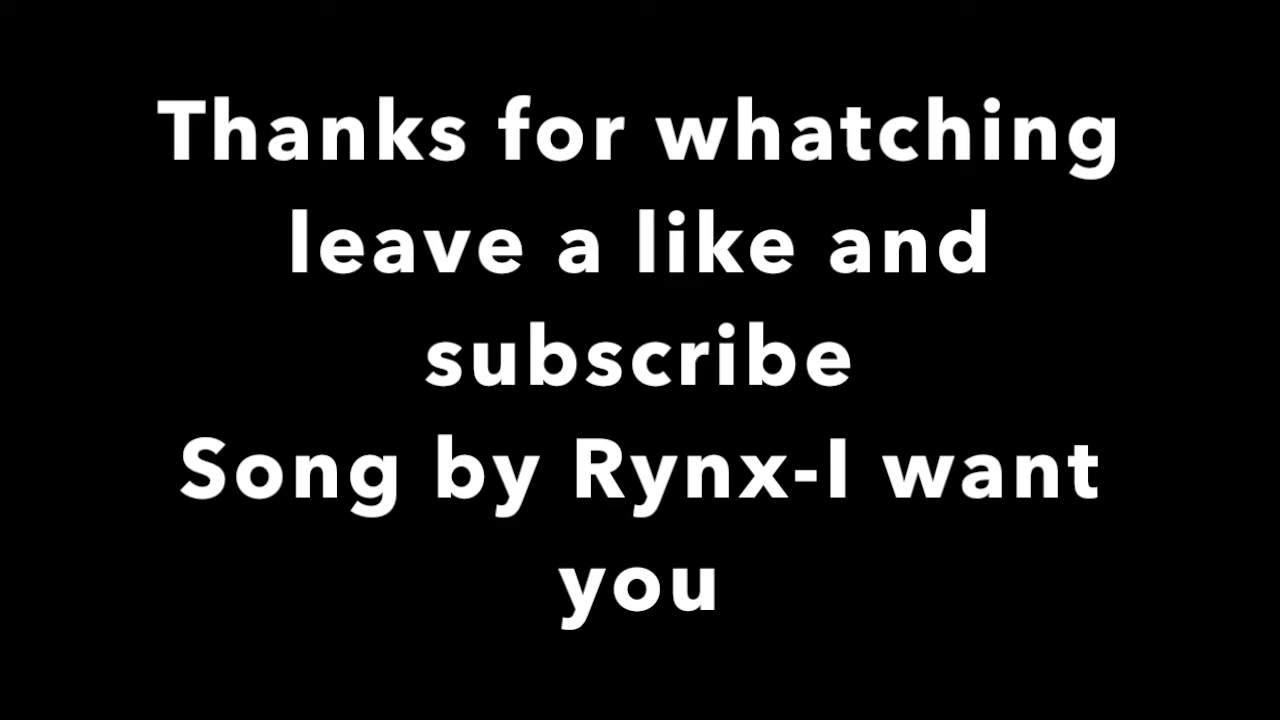 Thanks for whatching
leave a like and
subscribe
Song by Rynx-I want
you